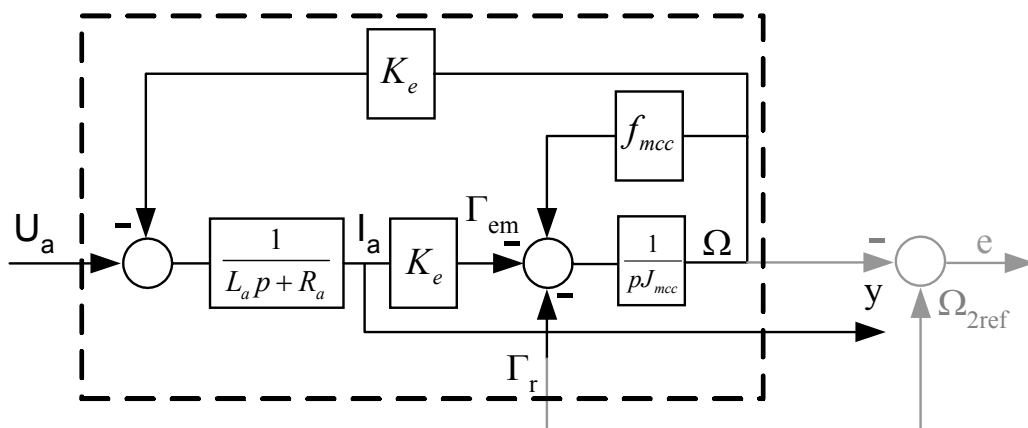 K_e
f_mcc
U_a
-
1 / (L_a p + R_a)
I_a
K_e
Γ_em
-
-
1 / (pJ_mcc)
Ω
-
e
y
Ω_2ref
Γ_r